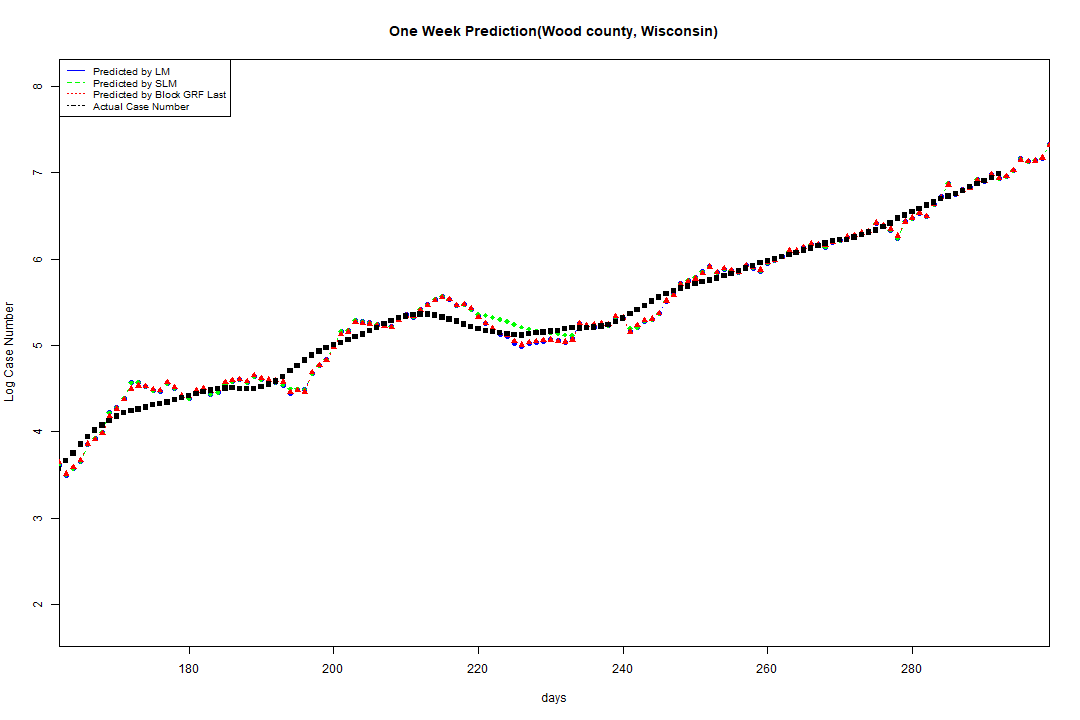 One Week Prediction(Wood county, Wisconsin)
Predicted by LM
Predicted by SLM
Predicted by Block GRF Last
Actual Case Number
8
7
6
5
4
3
2
Log Case Number
180 200 220 240 260 280
days